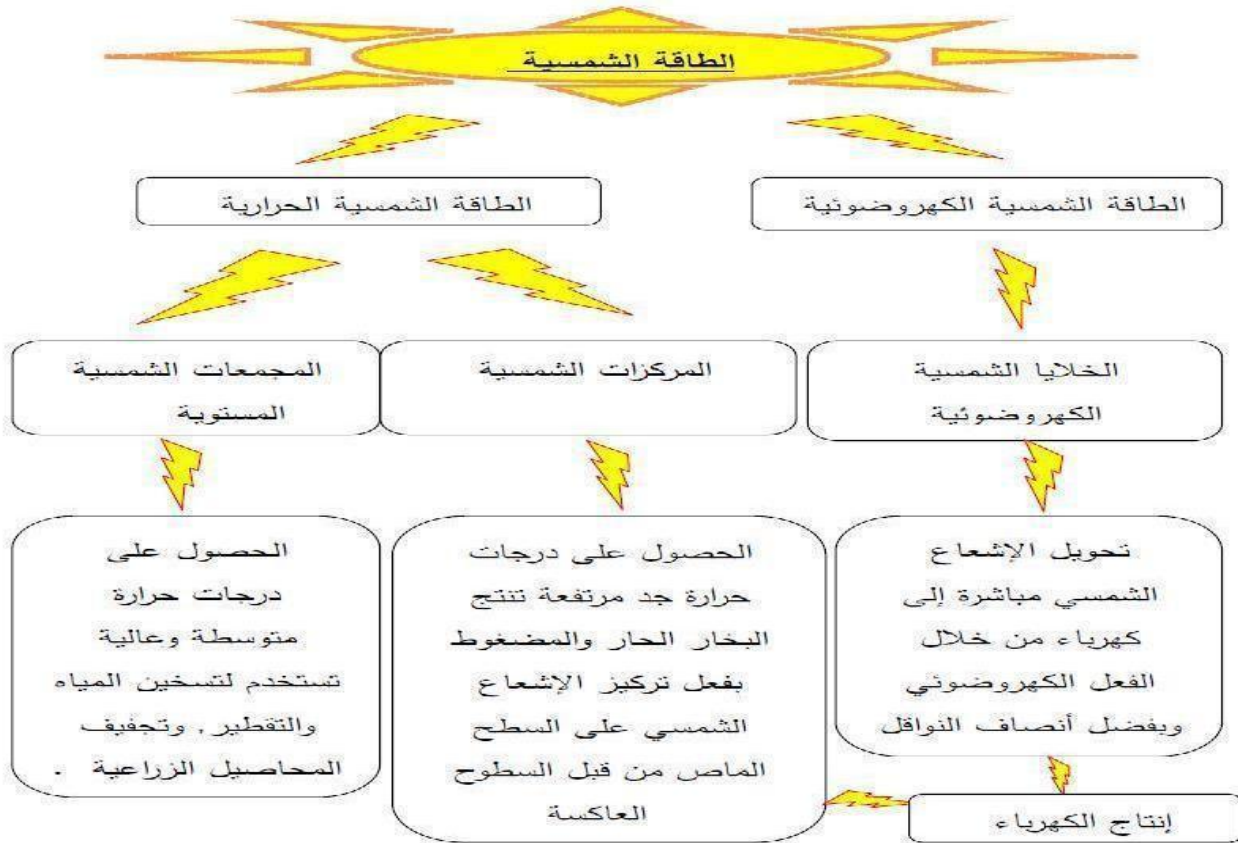 الطاقة الشمسية
الطاقة الشمسية الكهروضوئية
الطاقة الشمسية الحرارية
الخلايا الشمسية
الكهروضوئية
المركزات الشمسية
المجمعات الشمسية
المستوية
تحويل الإشعاع
الشمسي مباشرة إلى
كهرباء من خلال
الفعل الكهروضوئي
وبفضل أنصاف النواقل
الحصول على درجات
حرارة جد مرتفعة تنتج
البخار الحار والمضغوط
بفعل تركيز الإشعاع
الشمسي على السطح
الماص من قبل السطوح
العاكسة
الحصول على
درجات حرارة
متوسطة وعالية
تستخدم لتسخين المياه
والتقطير, وتجفيف
المحاصيل الزراعية .
إنتاج الكهرباء